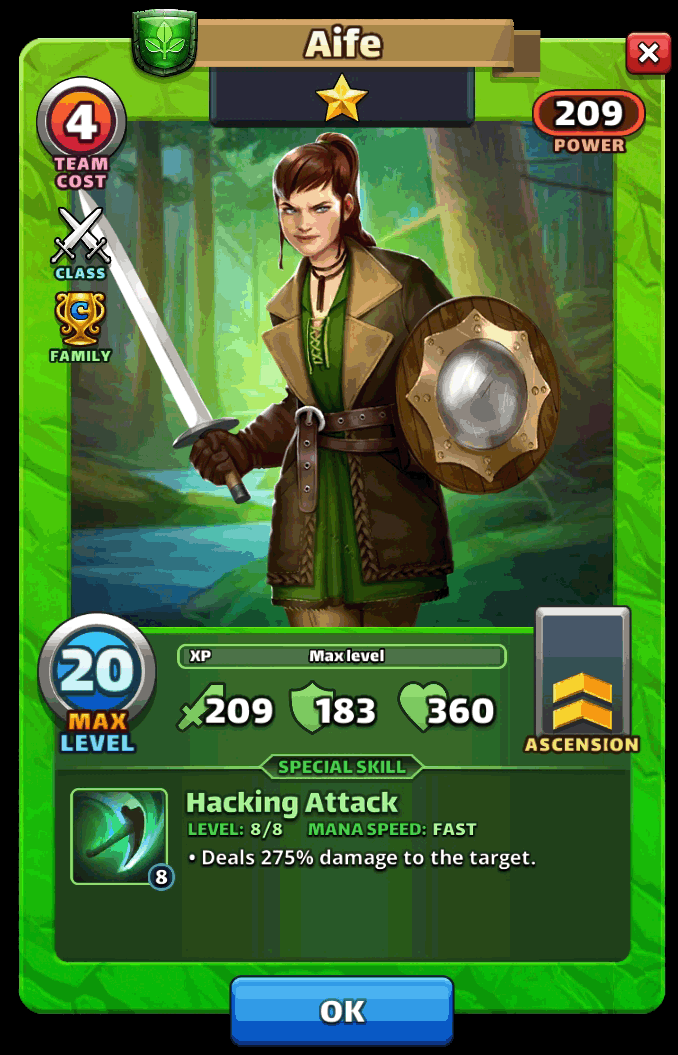 Aife
4
TEAM
COST
209
POWER
CLASS
C
FAMILY
20
MAX
LEVEL
XP Max level
209 183 360
ASCENSION
SPECIAL SKILL
Hacking Attack
LEVEL: 8/8 MANA SPEED: FAST
• Deals 275% damage to the target.
8
OK